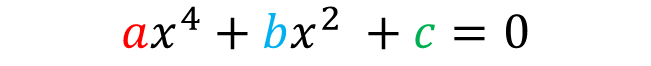 ax⁴ + bx² + c = 0